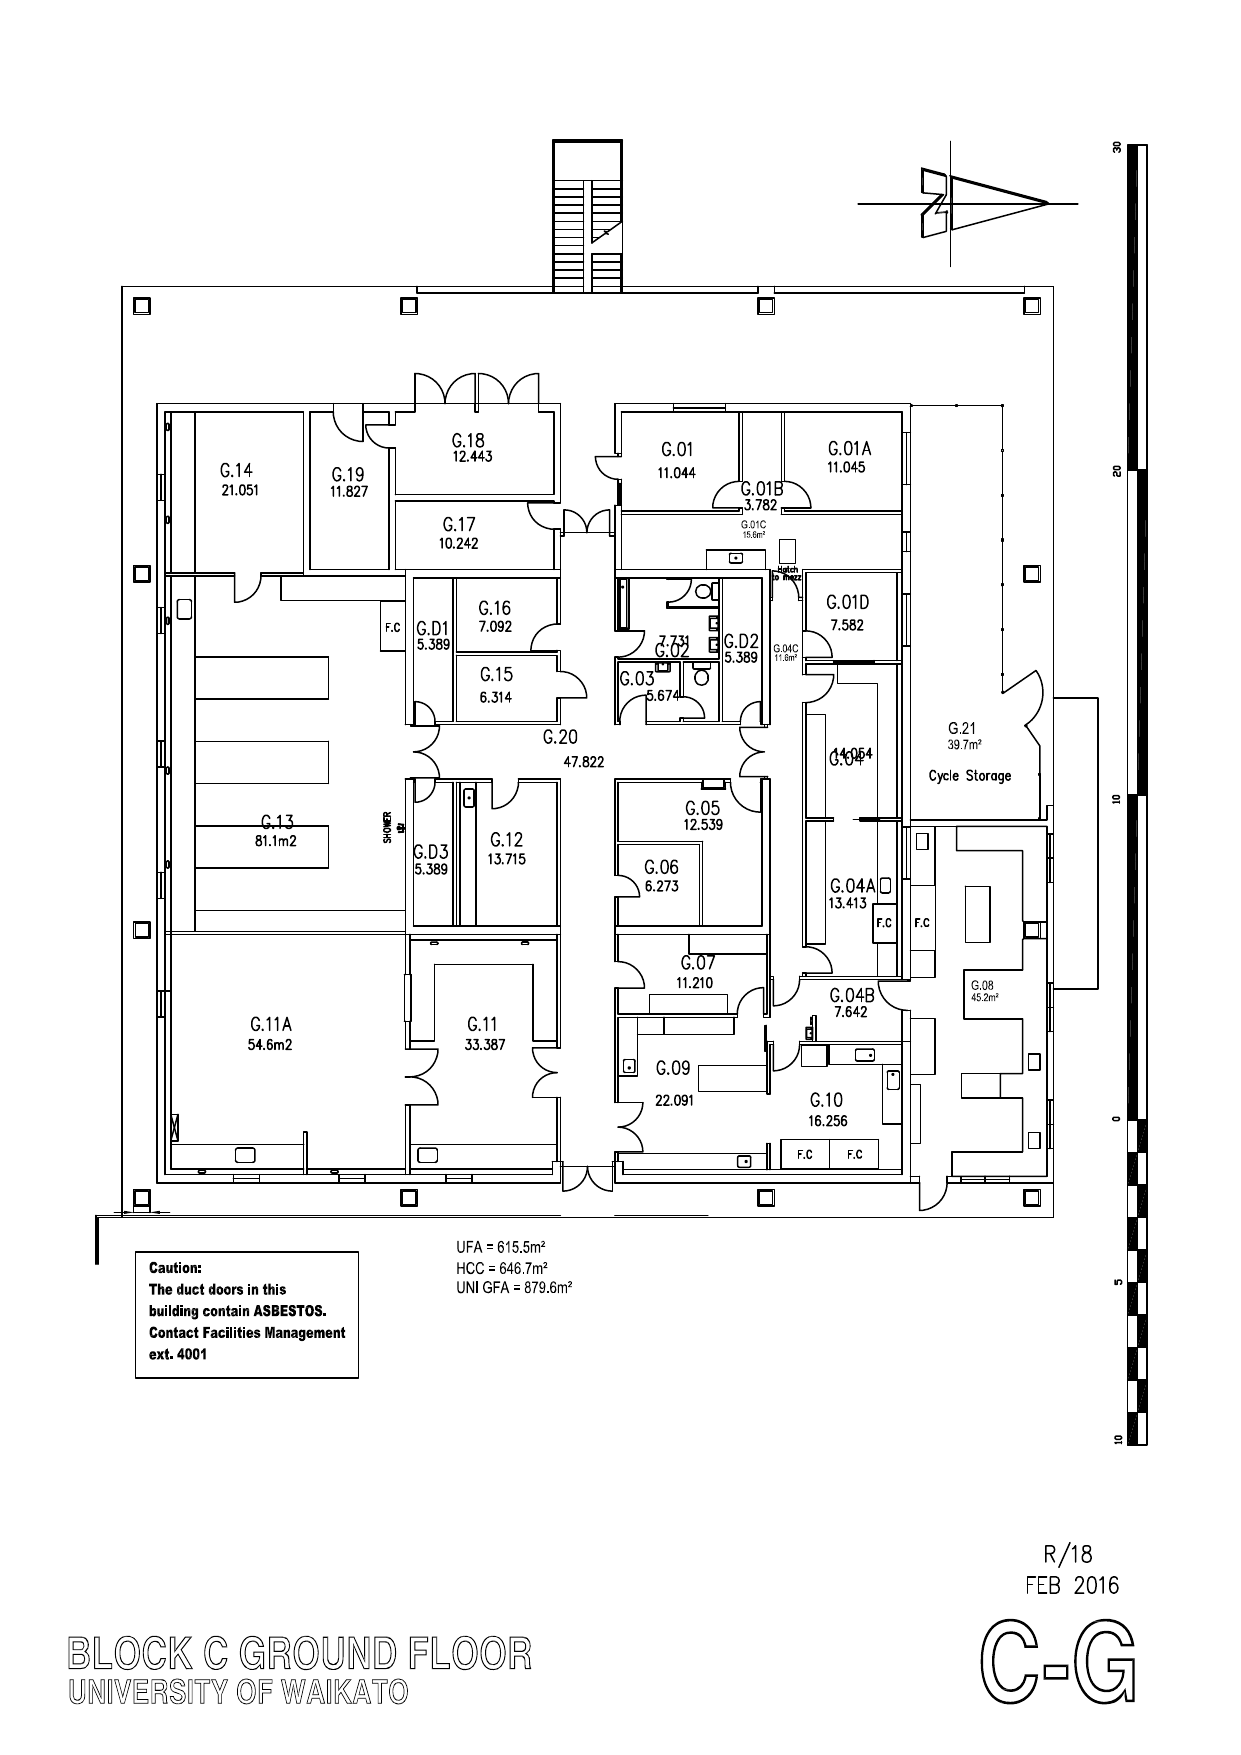 30
N
G.18
12.443
G.14
21.051
G.19
11.827
G.01
11.044
G.01A
11.045
20
G.01B
3.782
G.17
10.242
G.01C
15.6m²
Hatch
to mezz
G.16
7.092
F.C
G.D1
5.389
G.01D
7.582
7.731
G.02
G.D2
5.389
G.04C
11.6m²
G.15
6.314
G.03
5.674
G.20
47.822
G.21
39.7m²
Cycle Storage
14.054
G.04
10
G.13
81.1m2
SHOWER
G.05
12.539
G.D3
5.389
G.12
13.715
G.06
6.273
G.04A
13.413
F.C
F.C
G.07
11.210
G.04B
7.642
G.08
45.2m²
G.11A
54.6m2
G.11
33.387
G.09
22.091
G.10
16.256
0
F.C
F.C
UFA = 615.5m²
HCC = 646.7m²
UNI GFA = 879.6m²
5
Caution:
The duct doors in this
building contain ASBESTOS.
Contact Facilities Management
ext. 4001
10
R/18
FEB 2016
C-G
BLOCK C GROUND FLOOR
UNIVERSITY OF WAIKATO